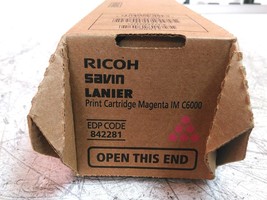 RICOH
savin
LANIER
Print Cartridge Magenta IM C6000
EDP CODE
842281
OPEN THIS END